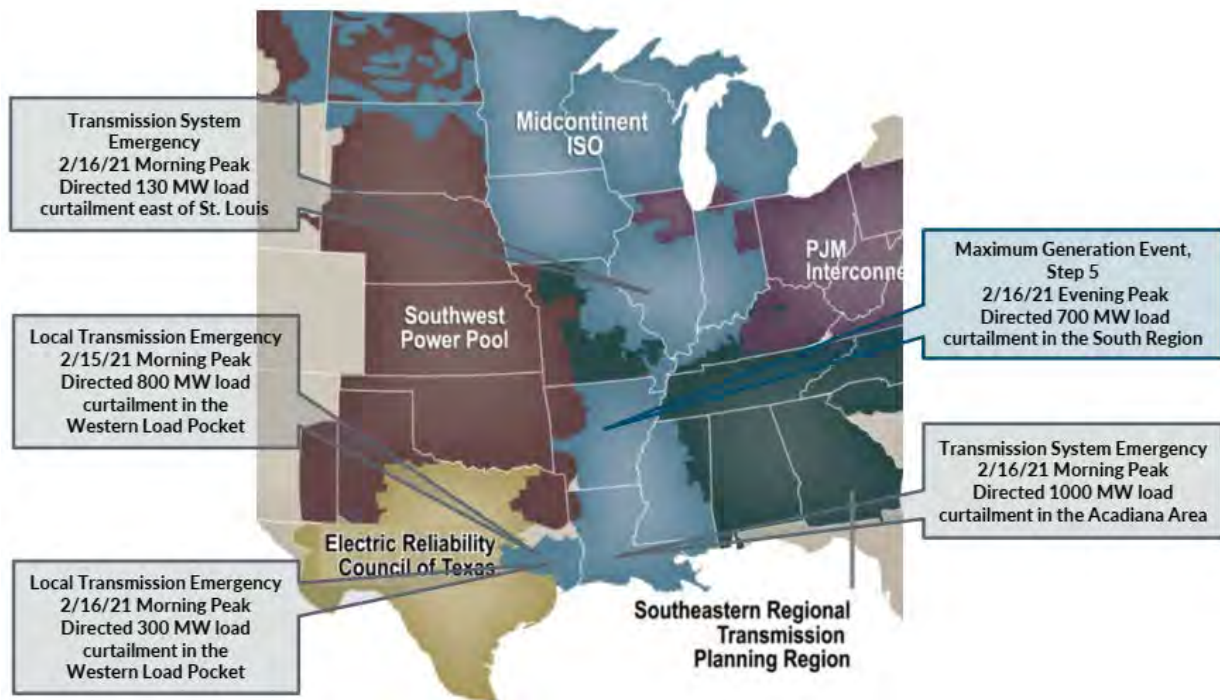 Transmission System
Emergency
2/16/21 Morning Peak
Directed 130 MW load
curtailment east of St. Louis
Local Transmission Emergency
2/15/21 Morning Peak
Directed 800 MW load
curtailment in the
Western Load Pocket
Local Transmission Emergency
2/16/21 Morning Peak
Directed 300 MW load
curtailment in the
Western Load Pocket
Midcontinent
ISO
Southwest
Power Pool
Electric Reliability
Council of Texas
PJM
Interconne
Southeastern Regional
Transmission
Planning Region
Maximum Generation Event,
Step 5
2/16/21 Evening Peak
Directed 700 MW load
curtailment in the South Region
Transmission System Emergency
2/16/21 Morning Peak
Directed 1000 MW load
curtailment in the Acadiana Area